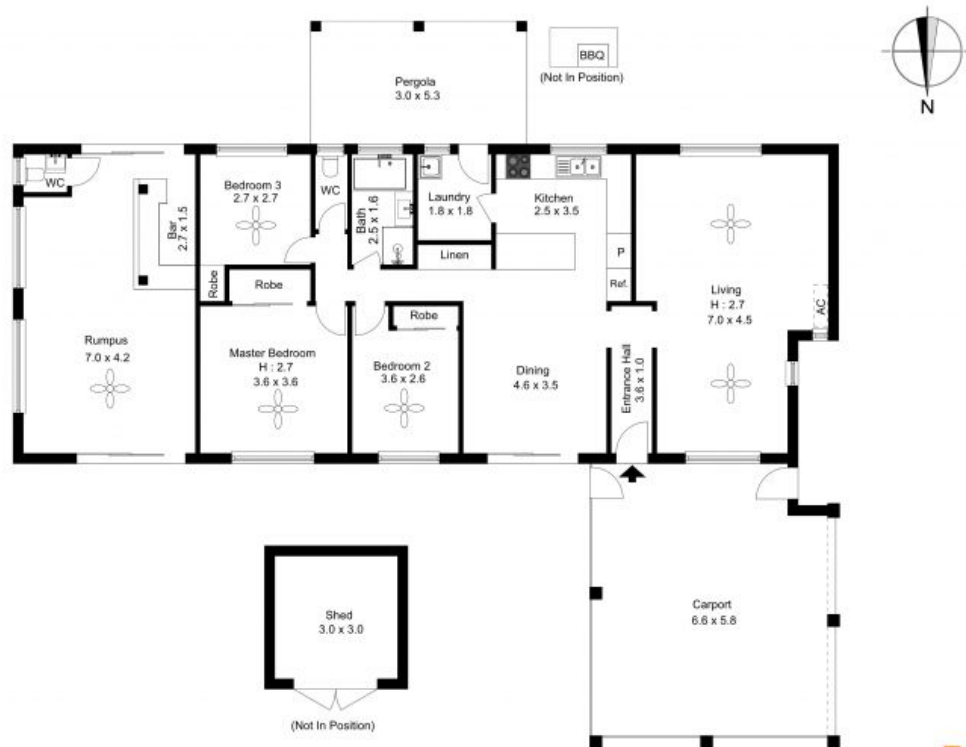 BBQ
(Not In Position)
N
Pergola
3.0 x 5.3
WC
Bedroom 3
2.7 x 2.7
WC
Bath
2.5 x 1.6
Laundry
1.8 x 1.8
Kitchen
2.5 x 3.5
Bar
2.7 x 1.5
Linen
P
Ref.
Robe
Robe
Living
H : 2.7
7.0 x 4.5
AC
Rumpus
7.0 x 4.2
Master Bedroom
H : 2.7
3.6 x 3.6
Robe
Bedroom 2
3.6 x 2.6
Dining
4.6 x 3.5
Entrance Hall
3.6 x 1.0
Shed
3.0 x 3.0
(Not In Position)
Carport
6.6 x 5.8